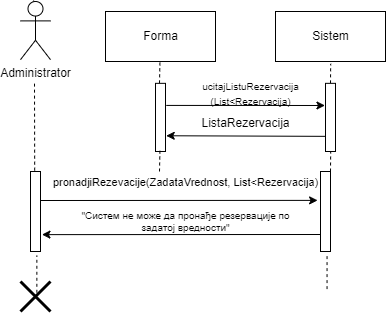 Forma
Sistem
Administrator
ucitajListuRezervacija
(List<Rezervacija)
ListaRezervacija
pronadjiRezevacije(ZadataVrednost, List<Rezervacija)
"Систем не може да пронађе резервације по
задатој вредности"